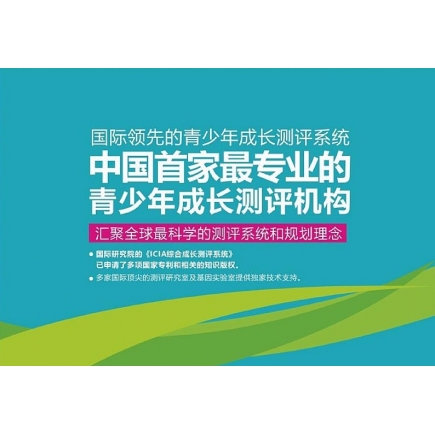 国际领先的青少年成长测评系统
中国首家最专业的
青少年成长测评机构
汇聚全球最科学的测评系统和规划理念
● 国际研究院的《ICIA综合成长测评系统》
已申请了多项国家专利和相关的知识版权。
● 多家国际顶尖的测评研究室及基因实验室提供独家技术支持。